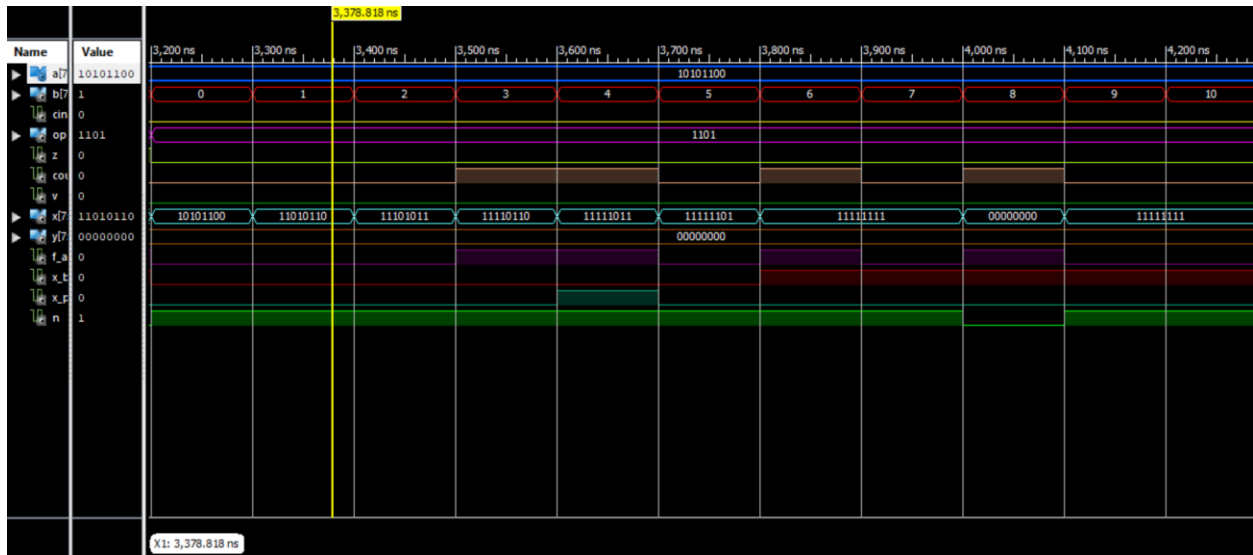 3,378.818 ns
Name Value 3,200 ns 3,300 ns 3,400 ns 3,500 ns 3,600 ns 3,700 ns 3,800 ns 3,900 ns 4,000 ns 4,100 ns 4,200 ns
a[7 10101100 10101100
b[7 1 0 1 2 3 4 5 6 7 8 9 10
cin 0
op 1101 1101
z 0
cou 0
v 0
x[7: 11010110 10101100 11010110 11101011 11110110 11111011 11111101 11111111 00000000 11111111
y[7: 00000000 00000000
f_a 0
x_b 0
x_p 0
n 1
X1: 3,378.818 ns